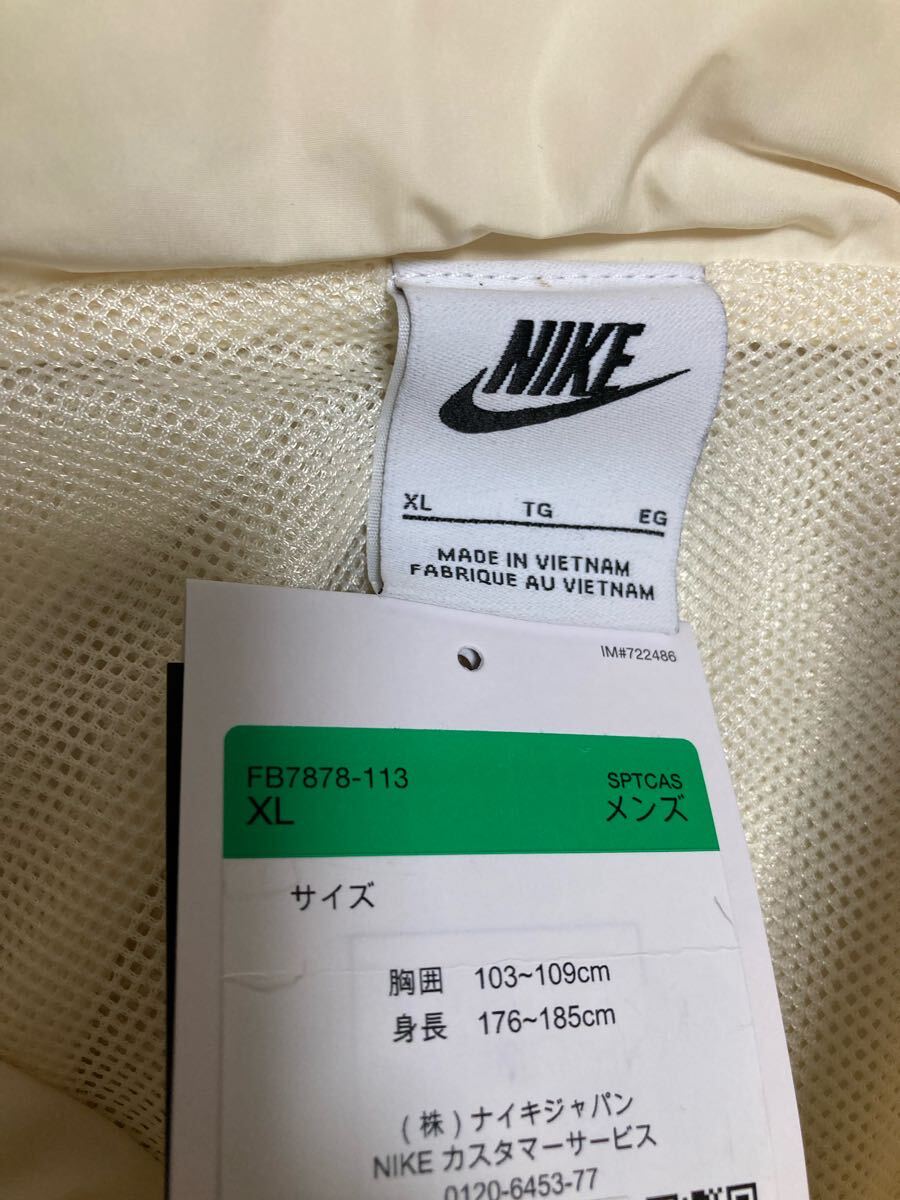 NIKE
XL TG EG
MADE IN VIETNAM
FABRIQUE AU VIETNAM
IM#722486
FB7878-113 SPTCAS
XL メンズ
サイズ
胸囲 103~109cm
身長 176~185cm
(株)ナイキジャパン
NIKE カスタマーサービス
0120-6453-77